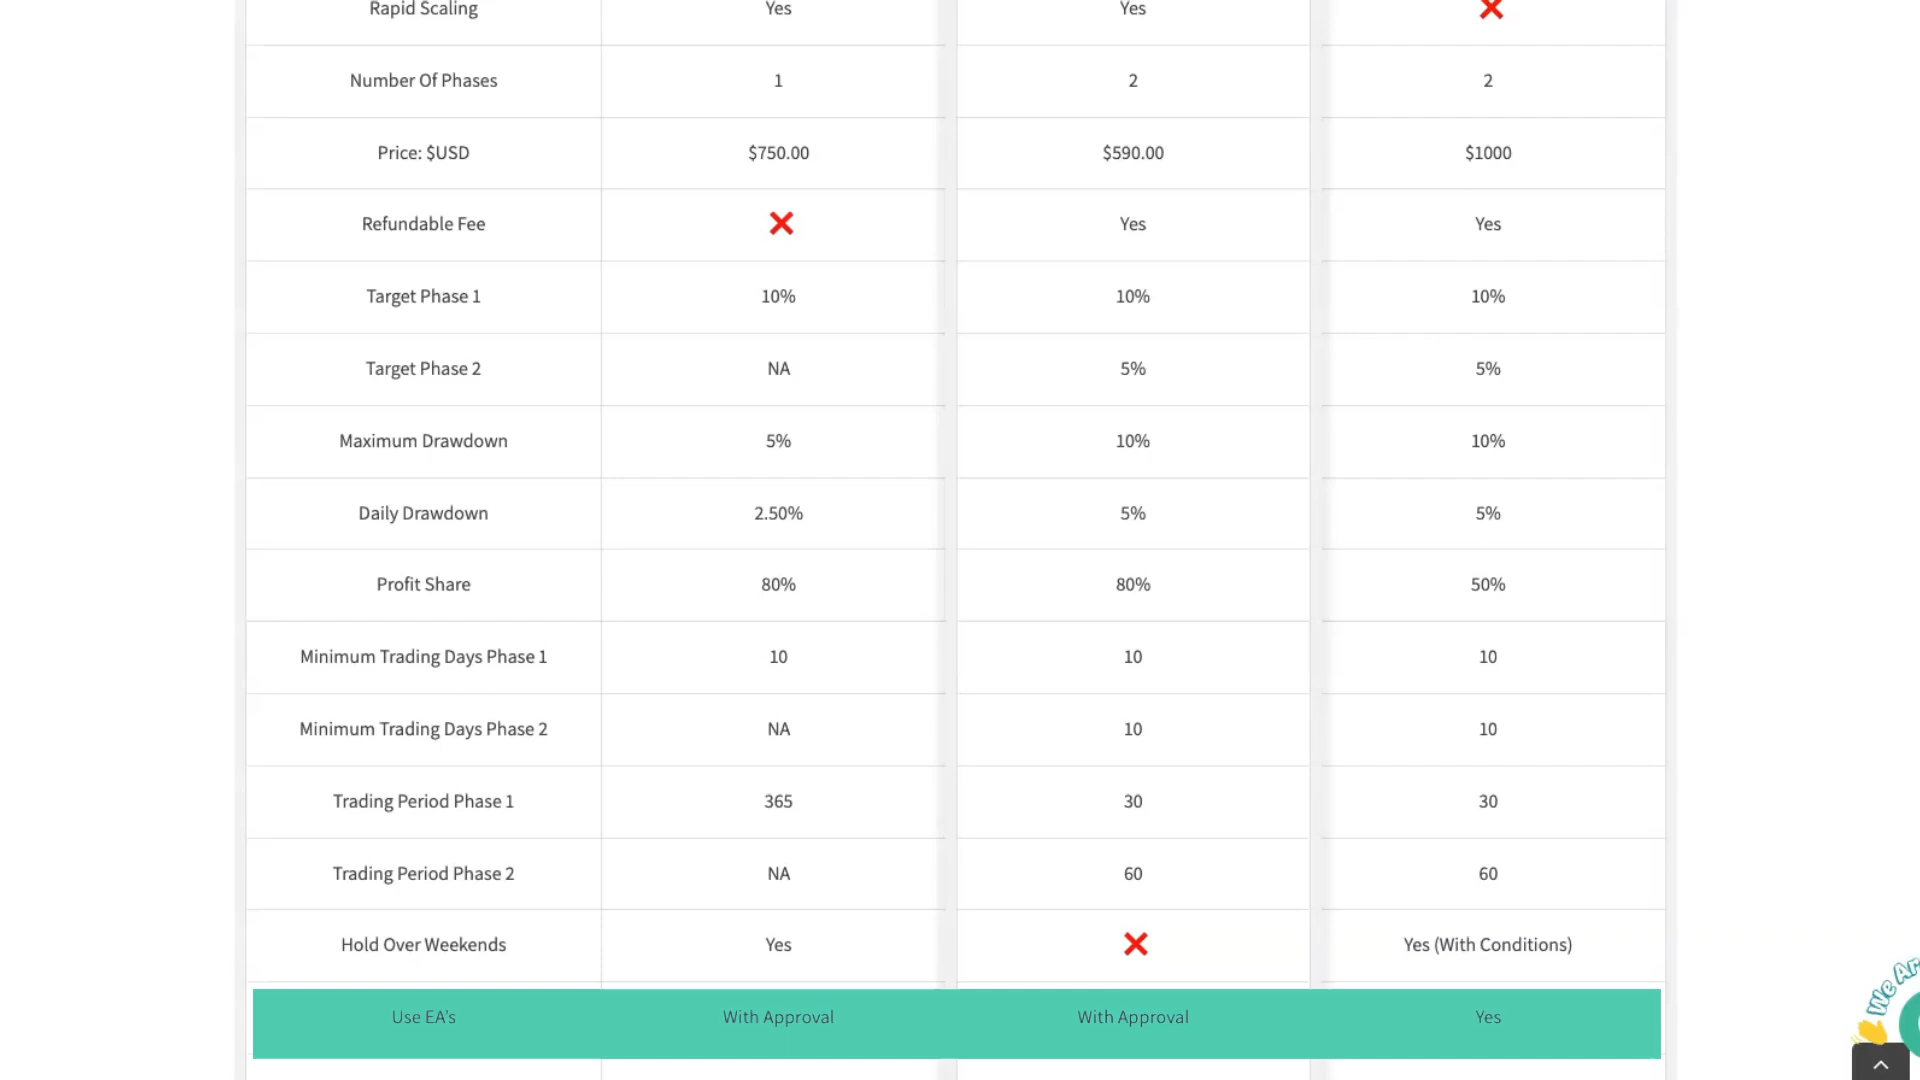 Rapid Scaling Yes Yes ❌
Number Of Phases 1 2 2
Price: $USD $750.00 $590.00 $1000
Refundable Fee ❌ Yes Yes
Target Phase 1 10% 10% 10%
Target Phase 2 NA 5% 5%
Maximum Drawdown 5% 10% 10%
Daily Drawdown 2.50% 5% 5%
Profit Share 80% 80% 50%
Minimum Trading Days Phase 1 10 10 10
Minimum Trading Days Phase 2 NA 10 10
Trading Period Phase 1 365 30 30
Trading Period Phase 2 NA 60 60
Hold Over Weekends Yes ❌ Yes (With Conditions)
Use EA's With Approval With Approval Yes
We